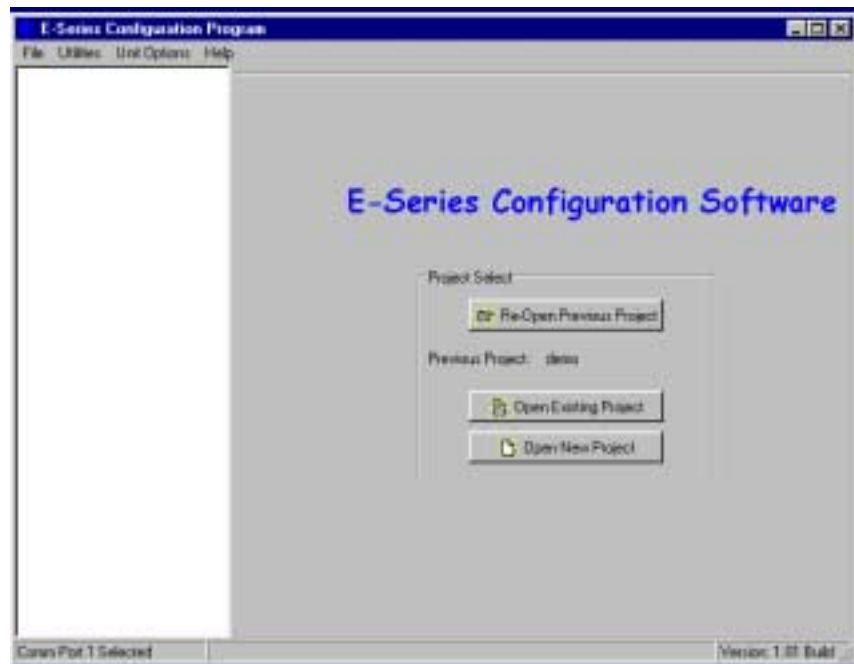 E-Series Configuration Program
File Utilities Unit Options Help
E-Series Configuration Software
Project Select
Re-Open Previous Project
Previous Project: demo
Open Existing Project
Open New Project
Comm Port 1 Selected
Version: 1.01 Build